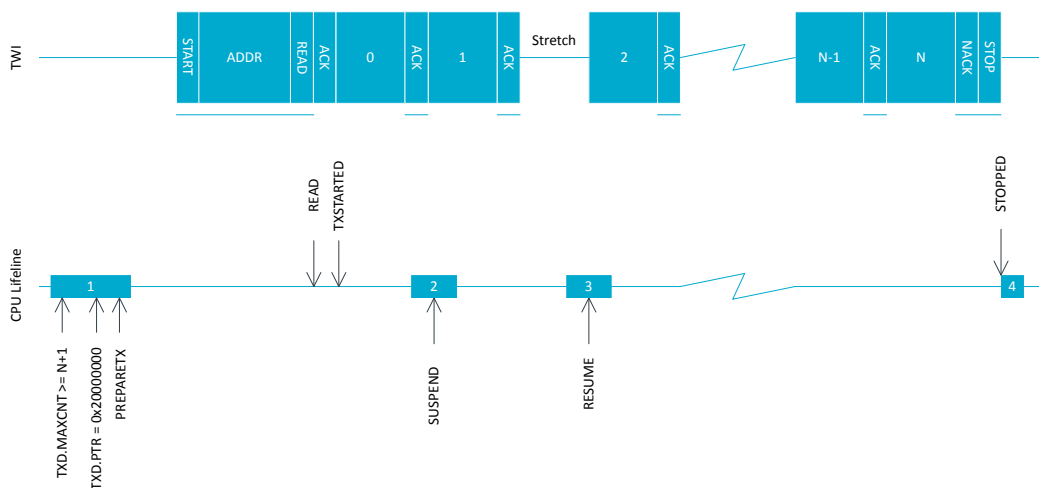 TWI
START
ADDR
READ
ACK
0
ACK
1
ACK
Stretch
2
ACK
N-1
ACK
N
NACK
STOP
CPU Lifeline
READ
TXSTARTED
STOPPED
1
2
3
4
TXD.MAXCNT >= N+1
TXD.PTR = 0x20000000
PREPARETX
SUSPEND
RESUME